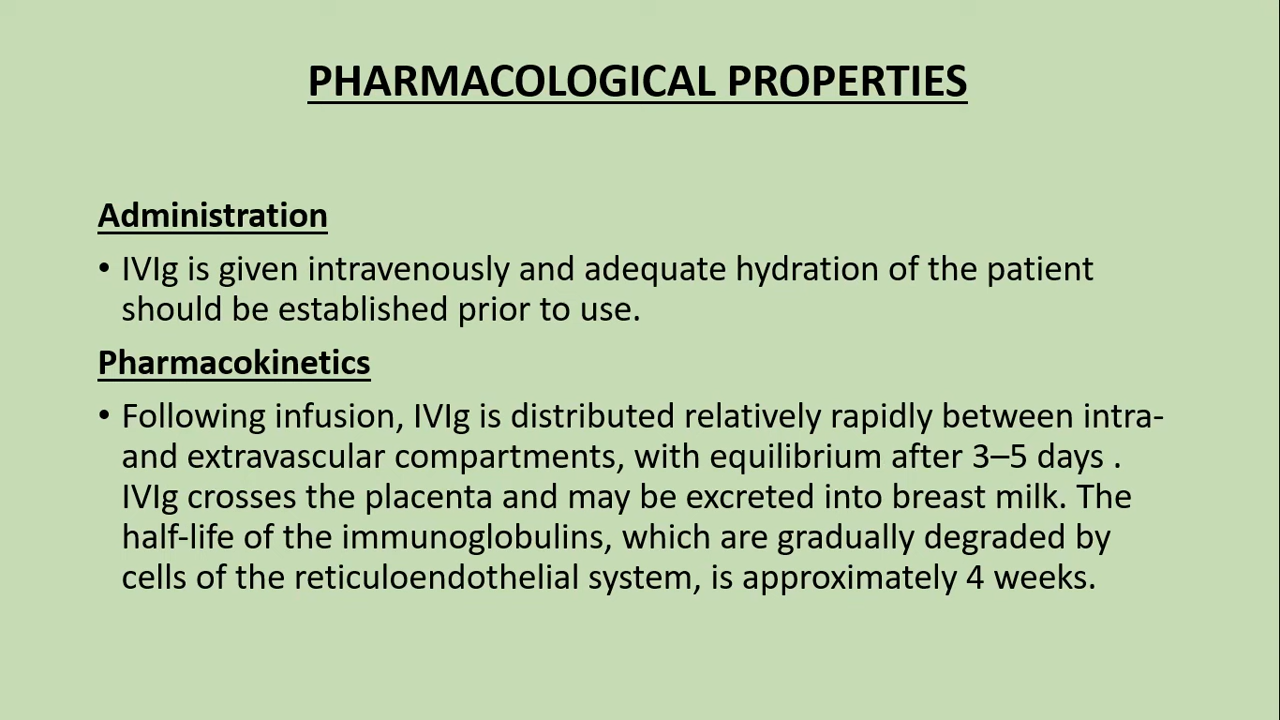 PHARMACOLOGICAL PROPERTIES
Administration
• IVIg is given intravenously and adequate hydration of the patient
should be established prior to use.
Pharmacokinetics
• Following infusion, IVIg is distributed relatively rapidly between intra-
and extravascular compartments, with equilibrium after 3–5 days .
IVIg crosses the placenta and may be excreted into breast milk. The
half-life of the immunoglobulins, which are gradually degraded by
cells of the reticuloendothelial system, is approximately 4 weeks.